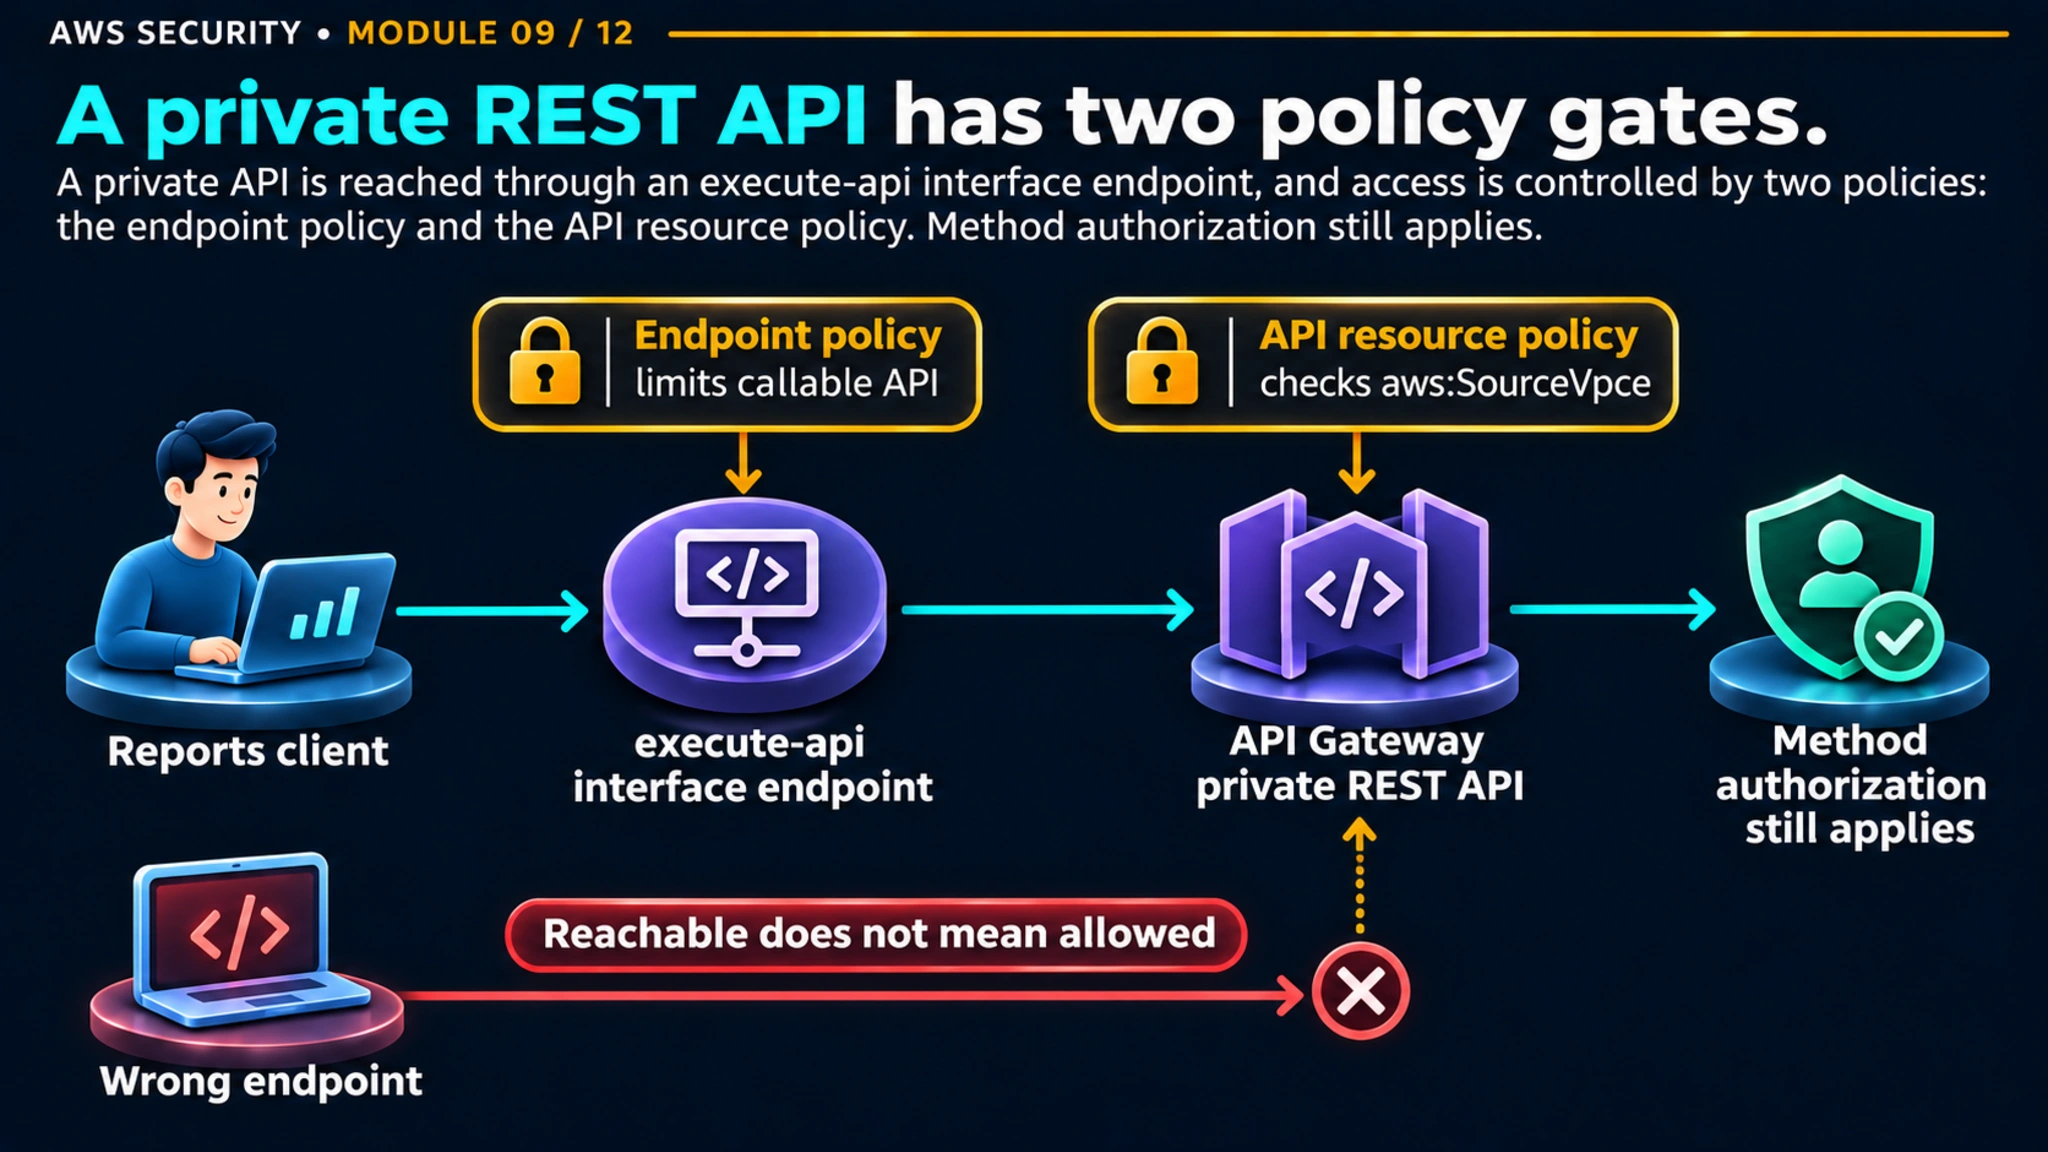 AWS SECURITY • MODULE 09 / 12
A private REST API has two policy gates.
A private API is reached through an execute-api interface endpoint, and access is controlled by two policies:
the endpoint policy and the API resource policy. Method authorization still applies.
Endpoint policy
limits callable API
API resource policy
checks aws:SourceVpce
</>
</>
Reports client
execute-api
interface endpoint
API Gateway
private REST API
Method
authorization
still applies
</>
Reachable does not mean allowed
Wrong endpoint